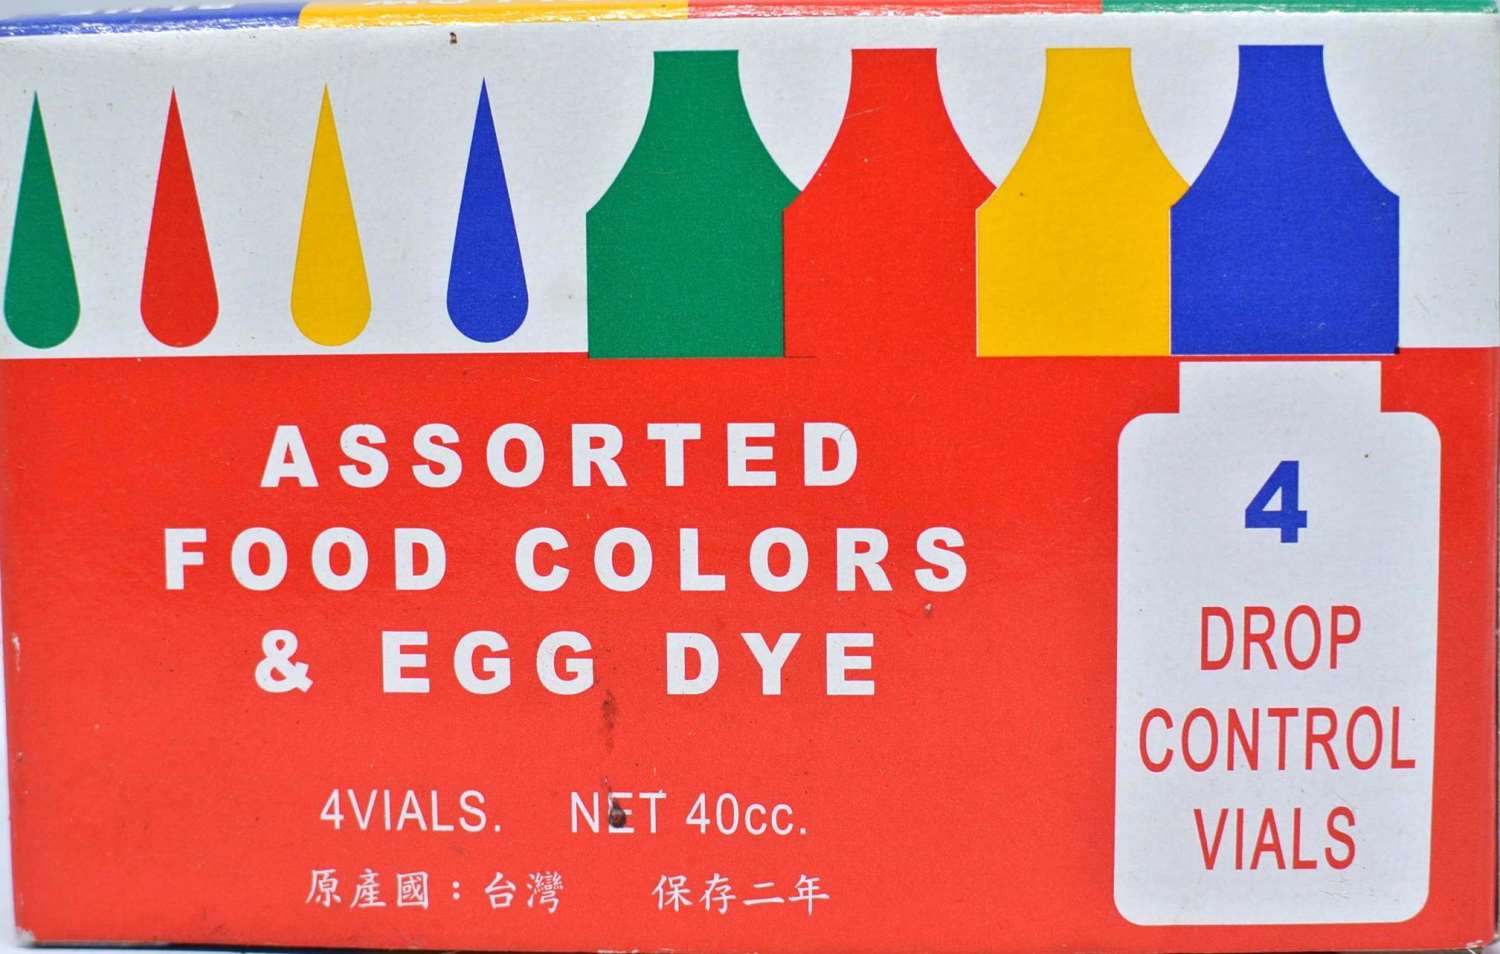 ASSORTED
FOOD COLORS
& EGG DYE
4VIALS. NET 40cc.
原產國：台灣 保存二年
4
DROP
CONTROL
VIALS